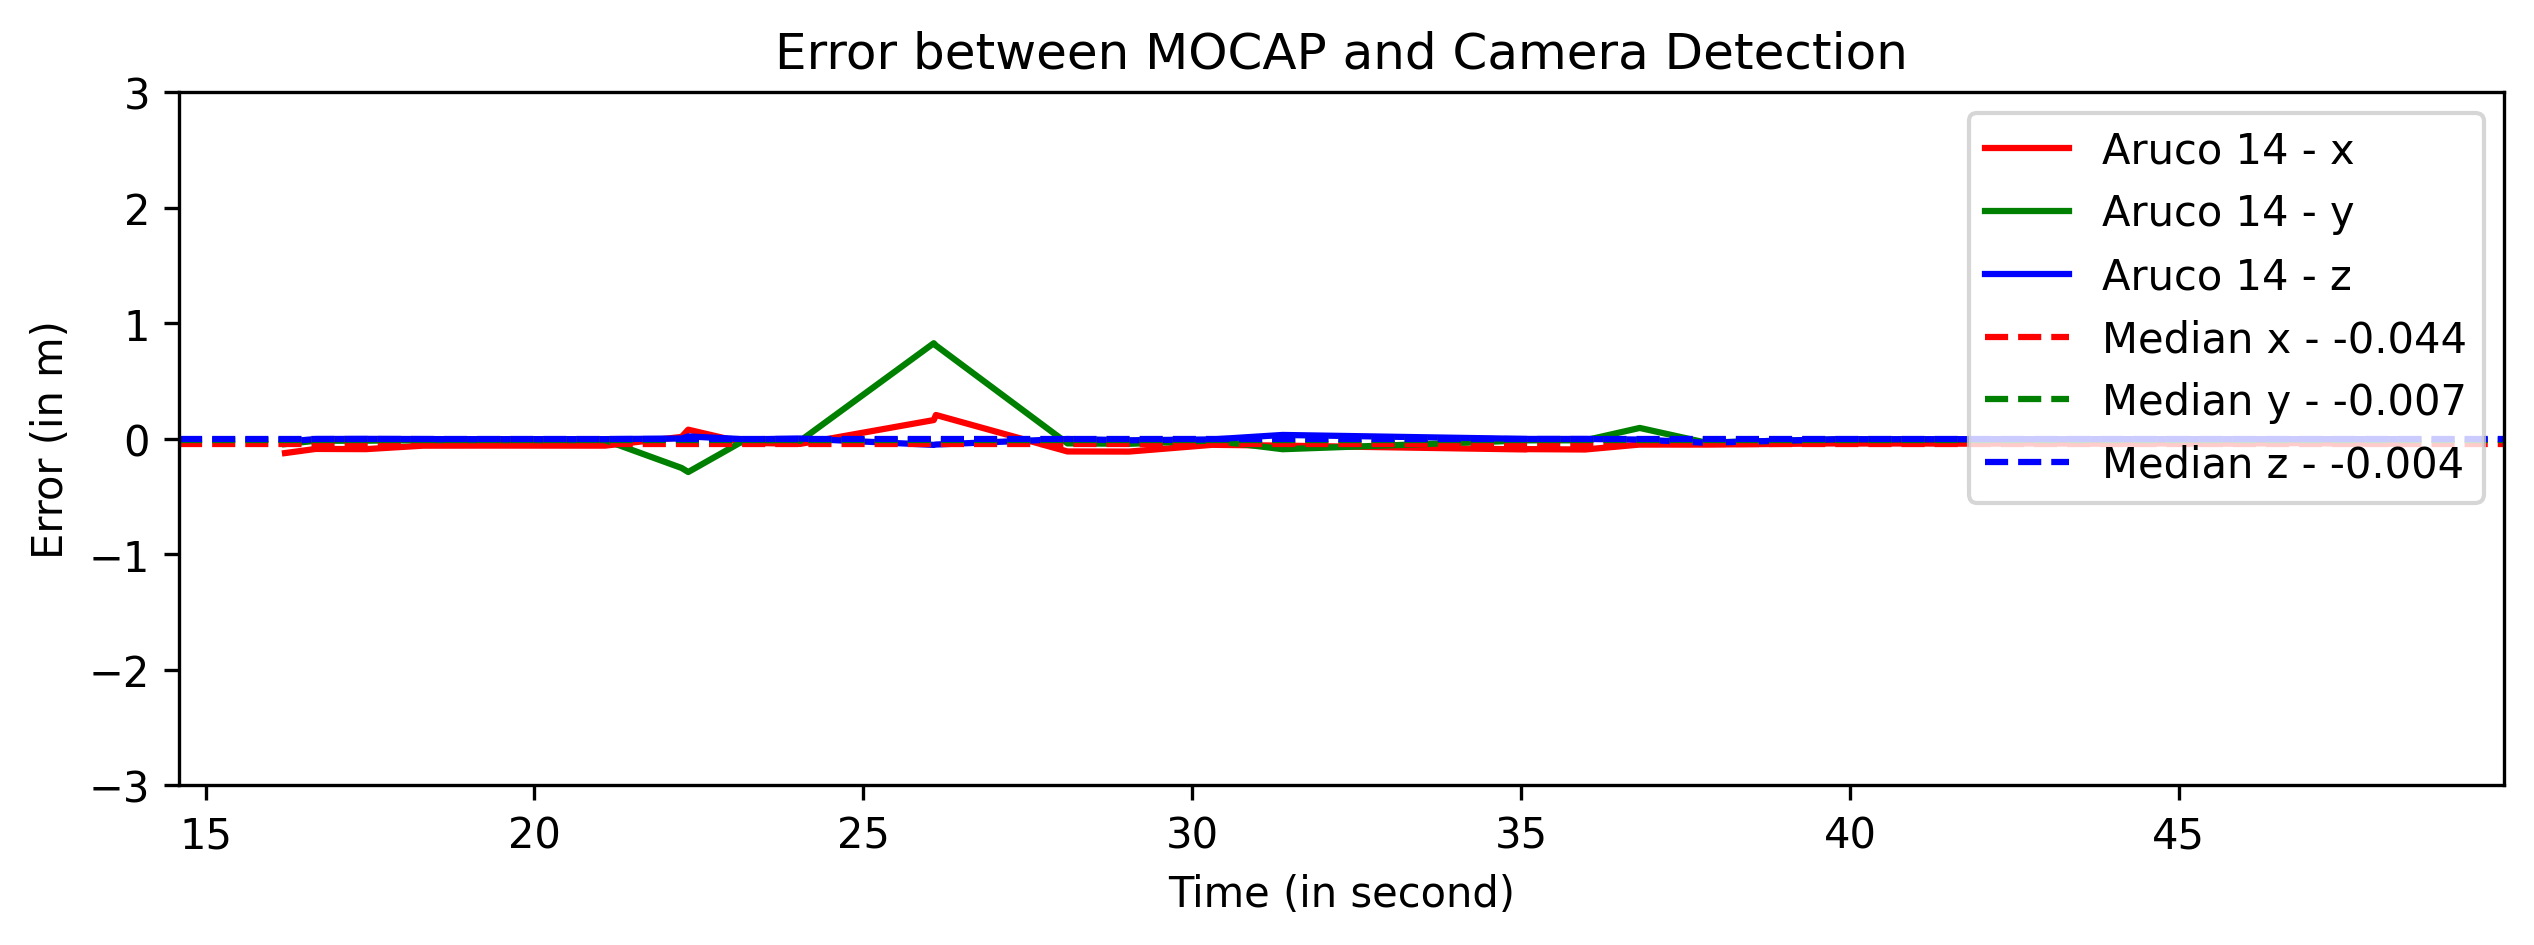 Error between MOCAP and Camera Detection
3
2
1
0
−1
−2
−3
Error (in m)
Aruco 14 - x
Aruco 14 - y
Aruco 14 - z
Median x - -0.044
Median y - -0.007
Median z - -0.004
15 20 25 30 35 40 45
Time (in second)